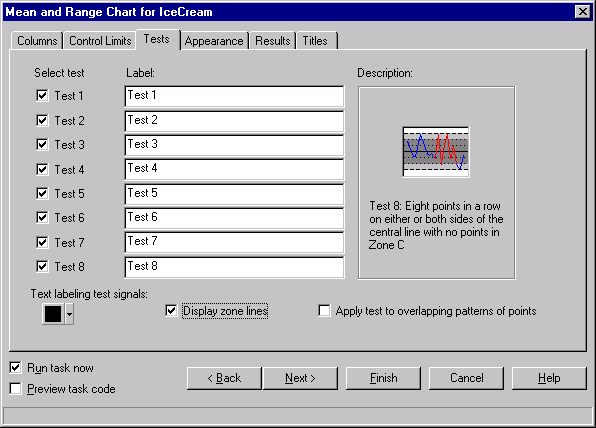 Mean and Range Chart for IceCream
Columns
Control Limits
Tests
Appearance
Results
Titles
Select test
Label:
Description:
Test 1
Test 1
Test 2
Test 2
Test 3
Test 3
Test 4
Test 4
Test 5
Test 5
Test 6
Test 6
Test 7
Test 7
Test 8
Test 8
Test 8: Eight points in a row
on either or both sides of the
central line with no points in
Zone C
Text labeling test signals:
Display zone lines
Apply test to overlapping patterns of points
Run task now
Preview task code
< Back
Next >
Finish
Cancel
Help